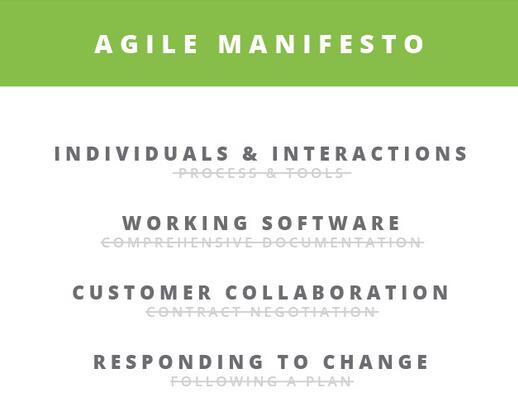 AGILE MANIFESTO
INDIVIDUALS & INTERACTIONS
PROCESS & TOOLS
WORKING SOFTWARE
COMPREHENSIVE DOCUMENTATION
CUSTOMER COLLABORATION
CONTRACT NEGOTIATION
RESPONDING TO CHANGE
FOLLOWING A PLAN